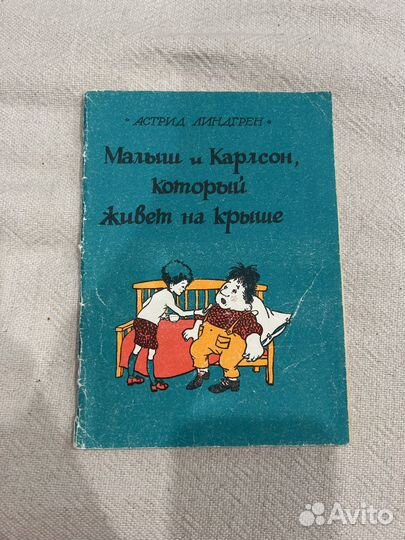 • АСТРИД ЛИНДГРЕН •
Малыш и Карлсон,
который
живет на крыше
Avito